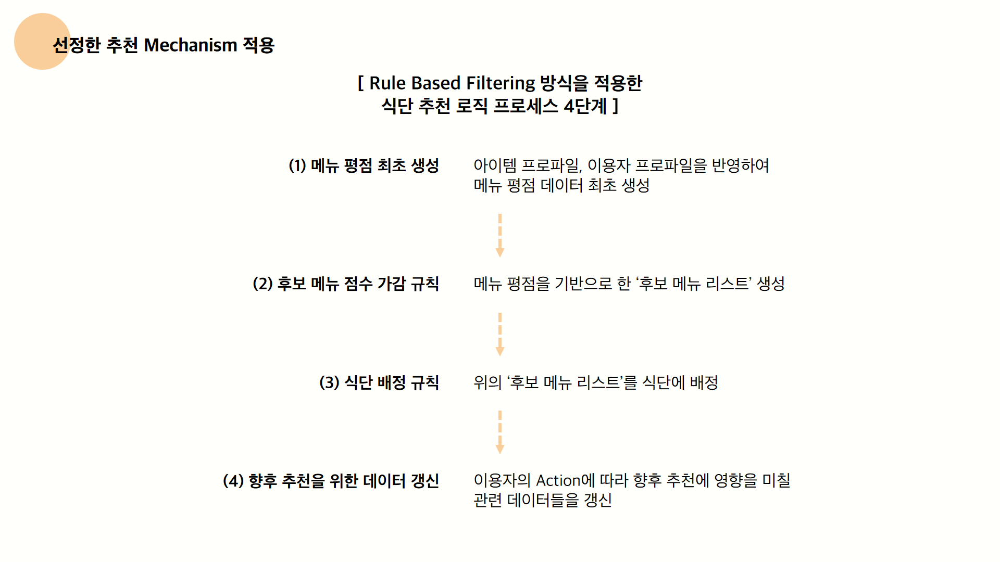 선정한 추천 Mechanism 적용
[ Rule Based Filtering 방식을 적용한
식단 추천 로직 프로세스 4단계 ]
(1) 메뉴 평점 최초 생성
아이템 프로파일, 이용자 프로파일을 반영하여
메뉴 평점 데이터 최초 생성
(2) 후보 메뉴 점수 가감 규칙
메뉴 평점을 기반으로 한 ‘후보 메뉴 리스트’ 생성
(3) 식단 배정 규칙
위의 ‘후보 메뉴 리스트’를 식단에 배정
(4) 향후 추천을 위한 데이터 갱신
이용자의 Action에 따라 향후 추천에 영향을 미칠
관련 데이터들을 갱신